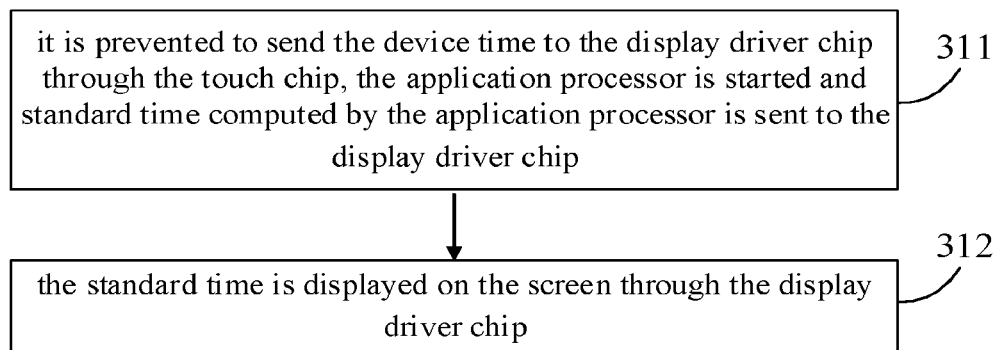 it is prevented to send the device time to the display driver chip
through the touch chip, the application processor is started and
standard time computed by the application processor is sent to the
display driver chip
311
the standard time is displayed on the screen through the display
driver chip
312